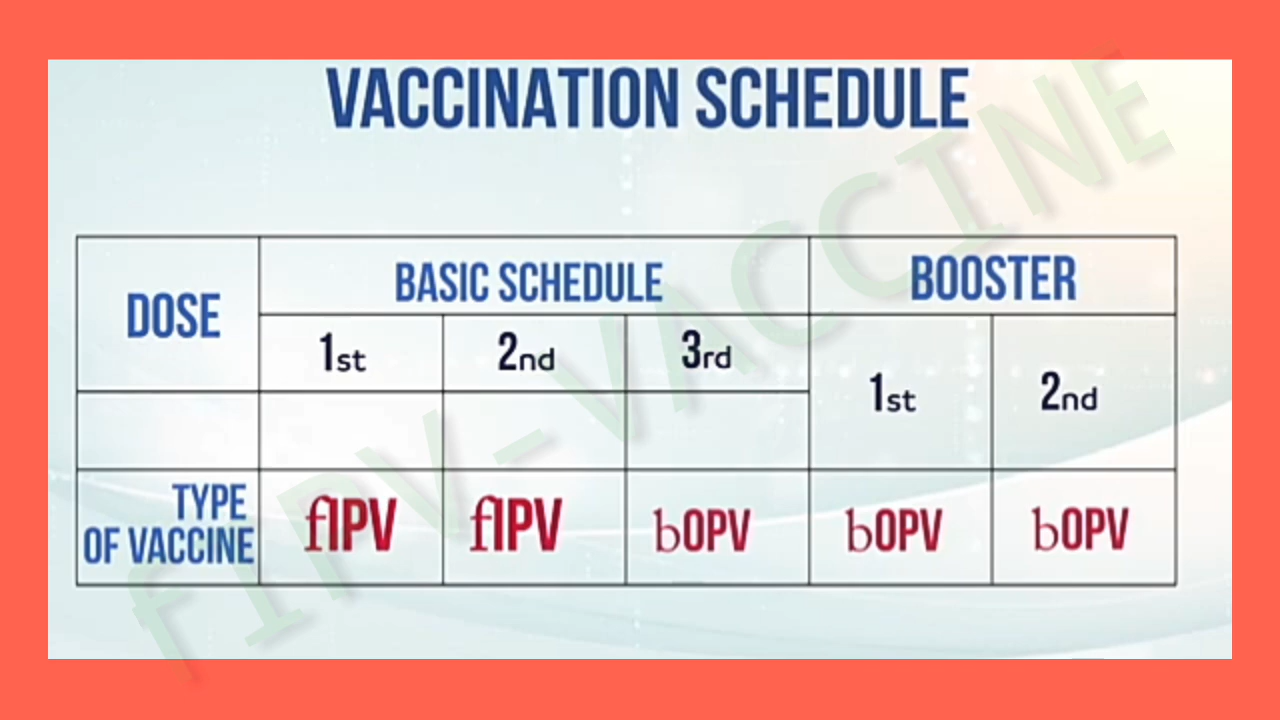 VACCINATION SCHEDULE
DOSE
BASIC SCHEDULE
BOOSTER
1st
2nd
3rd
1st
2nd
TYPE
OF VACCINE
fIPV
fIPV
bOPV
bOPV
bOPV
fIPV-VACCINE